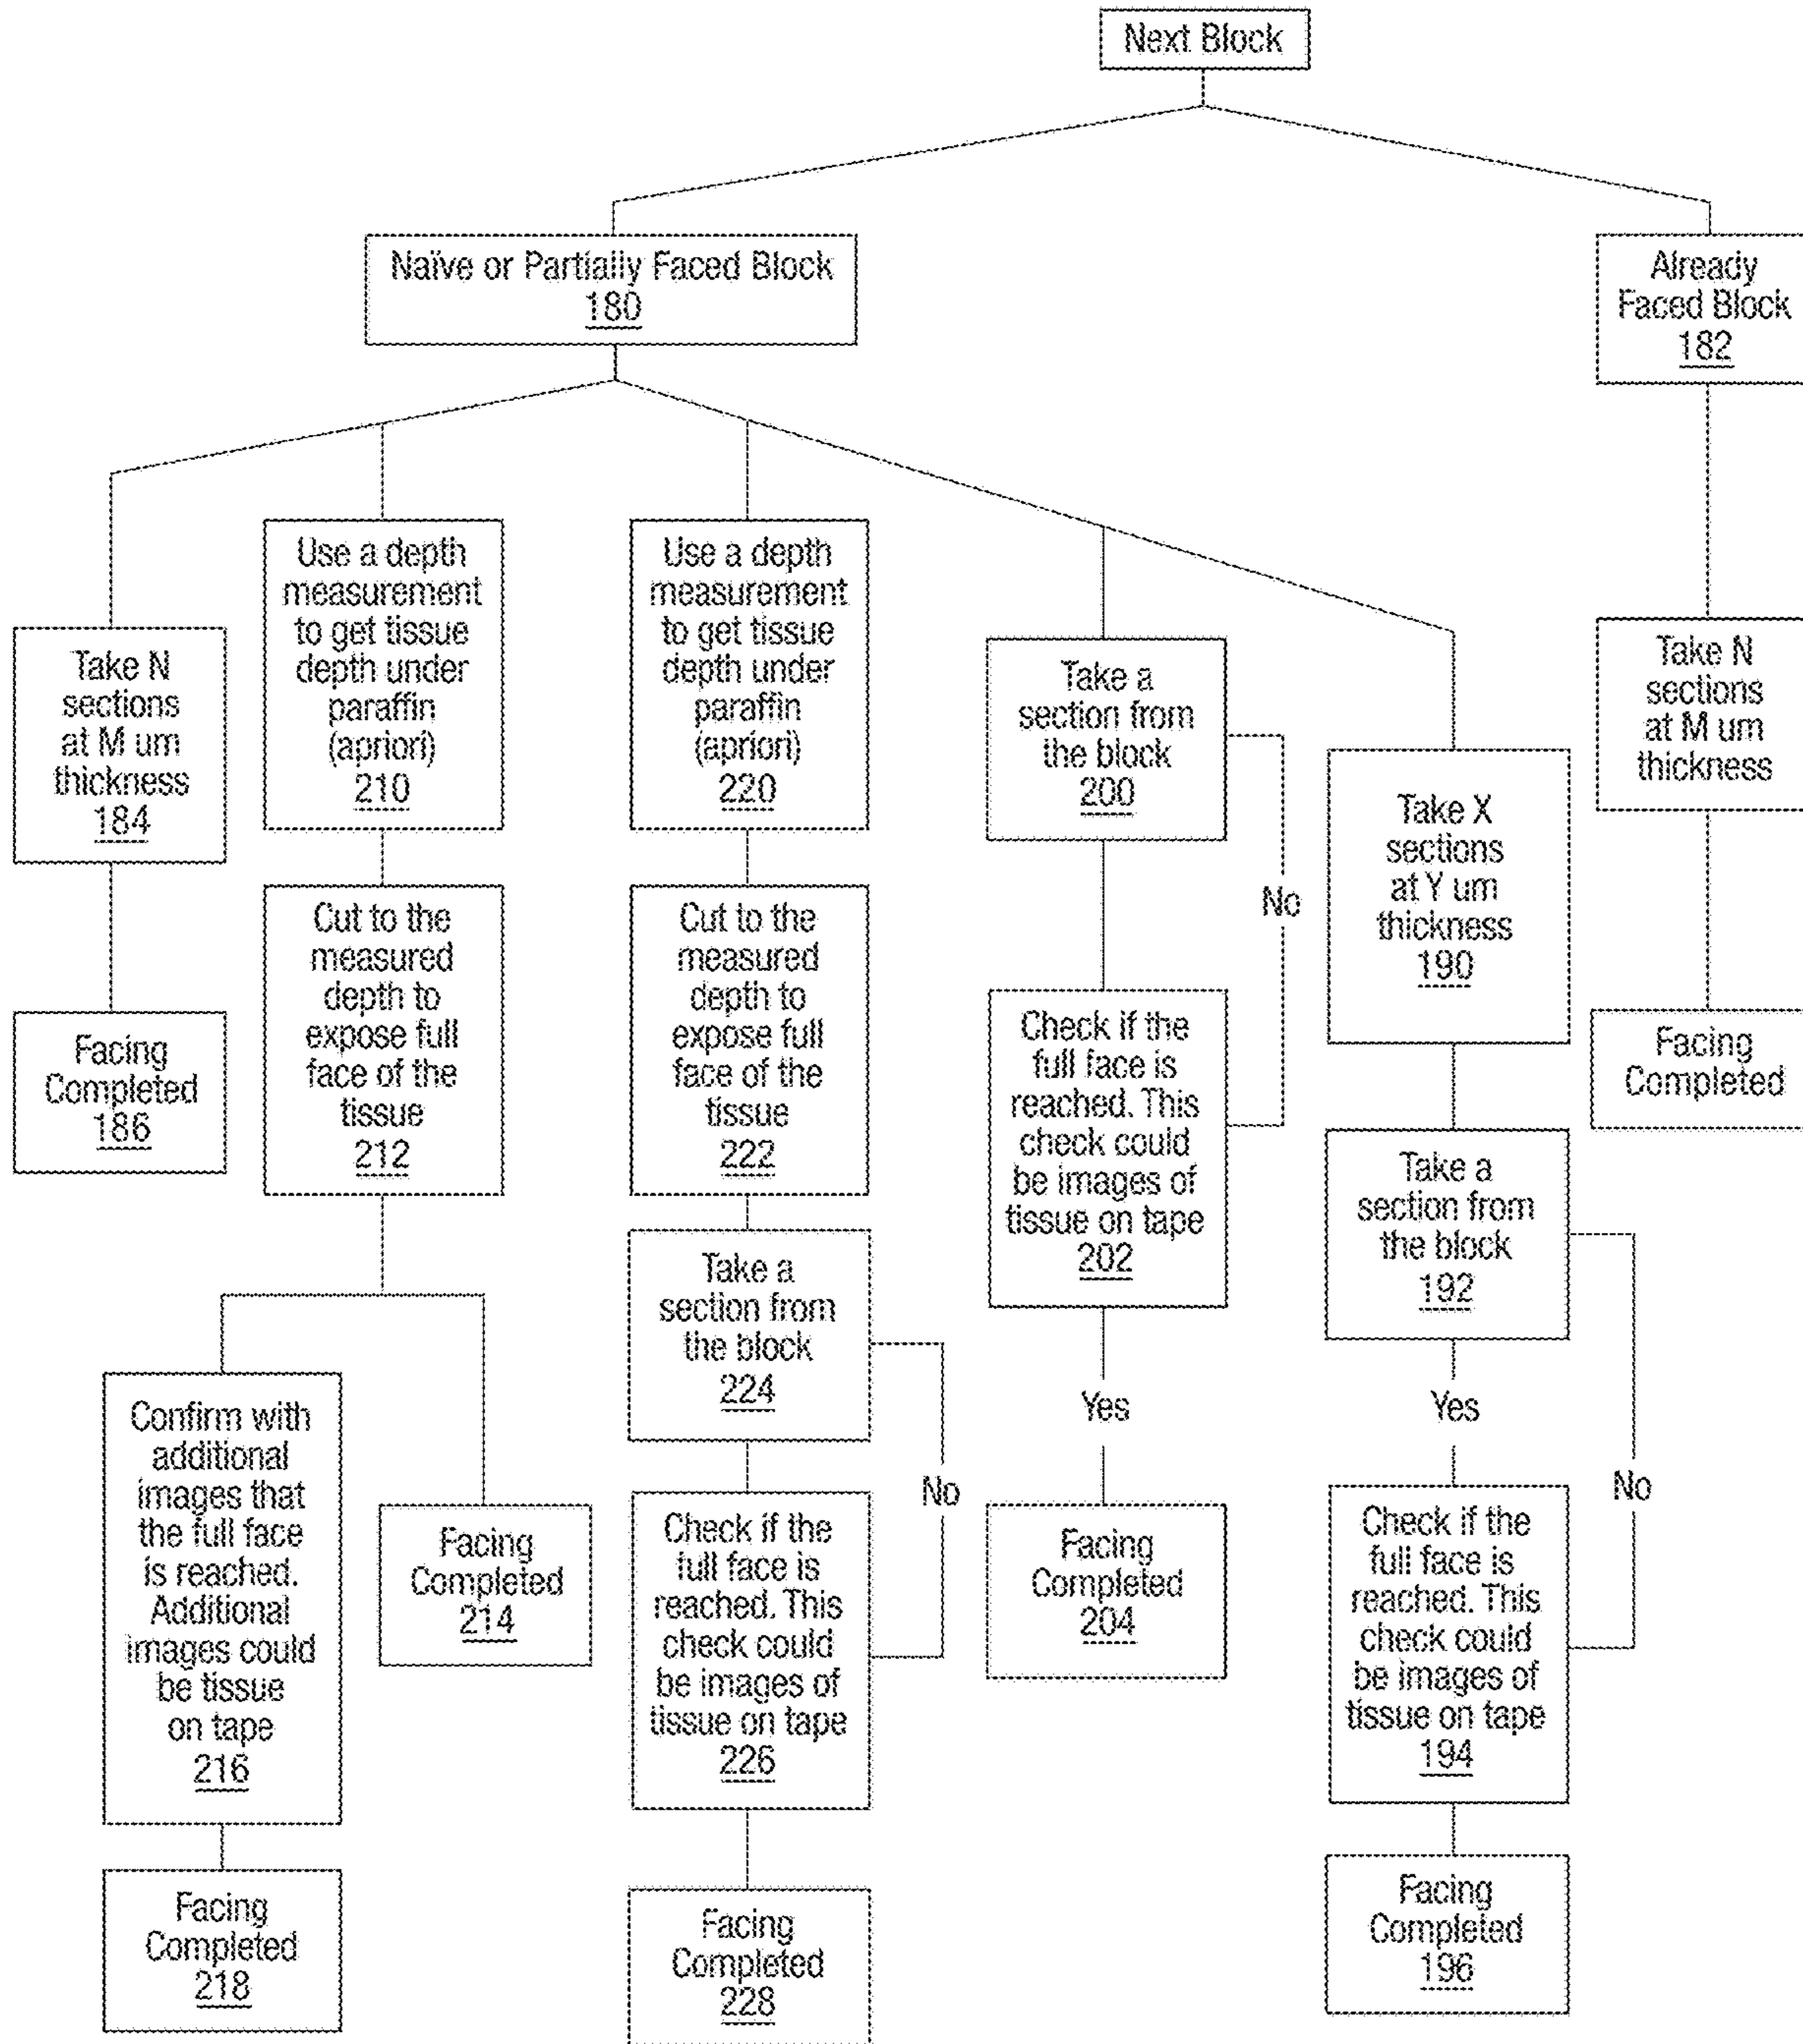 Next Block
Naïve or Partially Faced Block
180
Already
Faced Block
182
Take N
sections
at M um
thickness
184
Facing
Completed
186
Use a depth
measurement
to get tissue
depth under
paraffin
(apriori)
210
Cut to the
measured
depth to
expose full
face of the
tissue
212
Confirm with
additional
images that
the full face
is reached.
Additional
images could
be tissue
on tape
216
Facing
Completed
218
Facing
Completed
214
Use a depth
measurement
to get tissue
depth under
paraffin
(apriori)
220
Cut to the
measured
depth to
expose full
face of the
tissue
222
Take a
section from
the block
224
No
Check if the
full face is
reached. This
check could
be images of
tissue on tape
226
Facing
Completed
228
Take a
section from
the block
200
No
Check if the
full face is
reached. This
check could
be images of
tissue on tape
202
Yes
Facing
Completed
204
Take X
sections
at Y um
thickness
190
Take a
section from
the block
192
Yes
No
Check if the
full face is
reached. This
check could
be images of
tissue on tape
194
Facing
Completed
196
Take N
sections
at M um
thickness
Facing
Completed